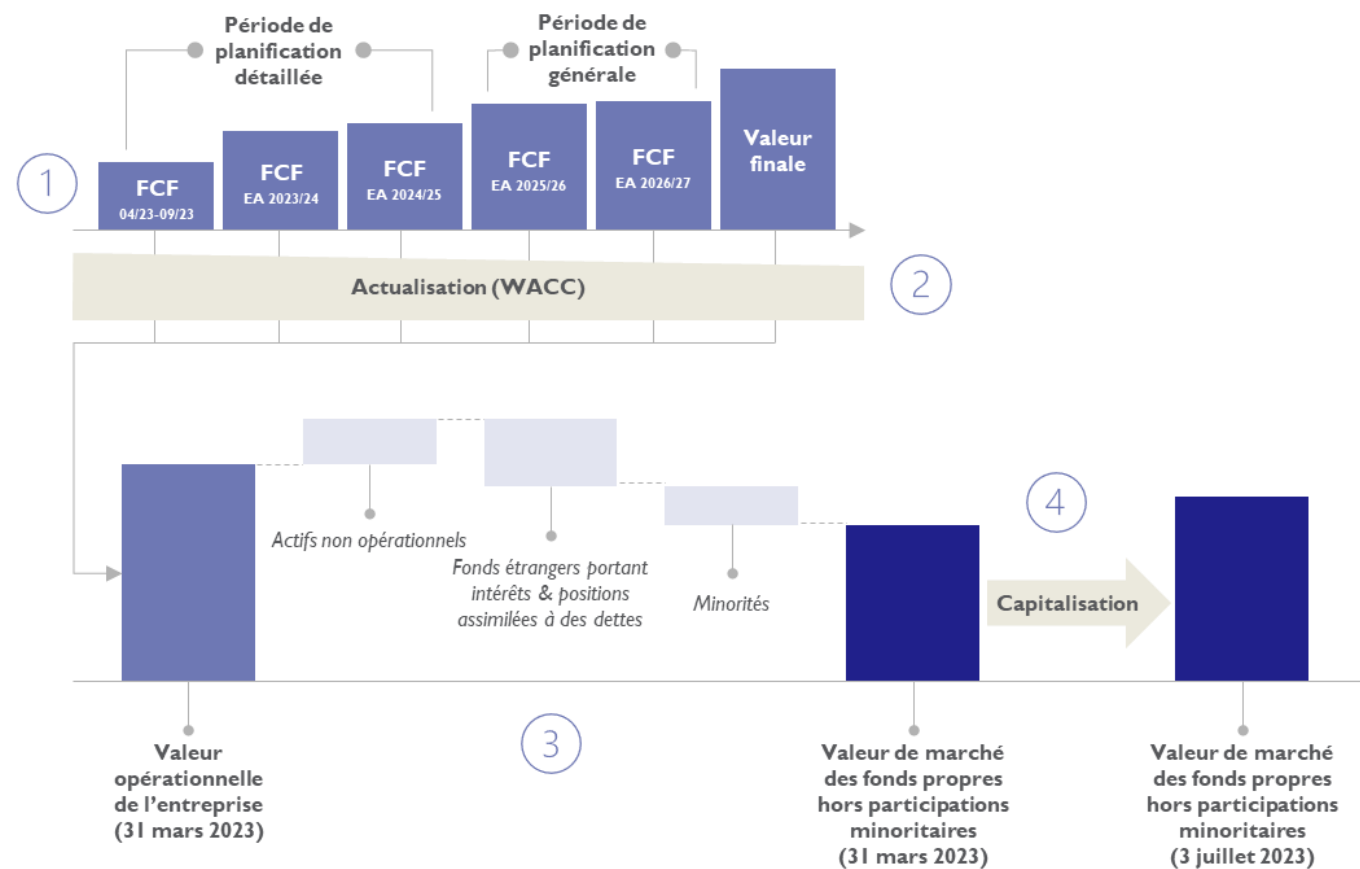 Période de
planification
détaillée
Période de
planification
générale
1
FCF
04/23-09/23
FCF
EA 2023/24
FCF
EA 2024/25
FCF
EA 2025/26
FCF
EA 2026/27
Valeur
finale
Actualisation (WACC)
2
Actifs non opérationnels
Fonds étrangers portant
intérêts & positions
assimilées à des dettes
Minorités
4
Capitalisation
3
Valeur
opérationnelle
de l’entreprise
(31 mars 2023)
Valeur de marché
des fonds propres
hors participations
minoritaires
(31 mars 2023)
Valeur de marché
des fonds propres
hors participations
minoritaires
(3 juillet 2023)